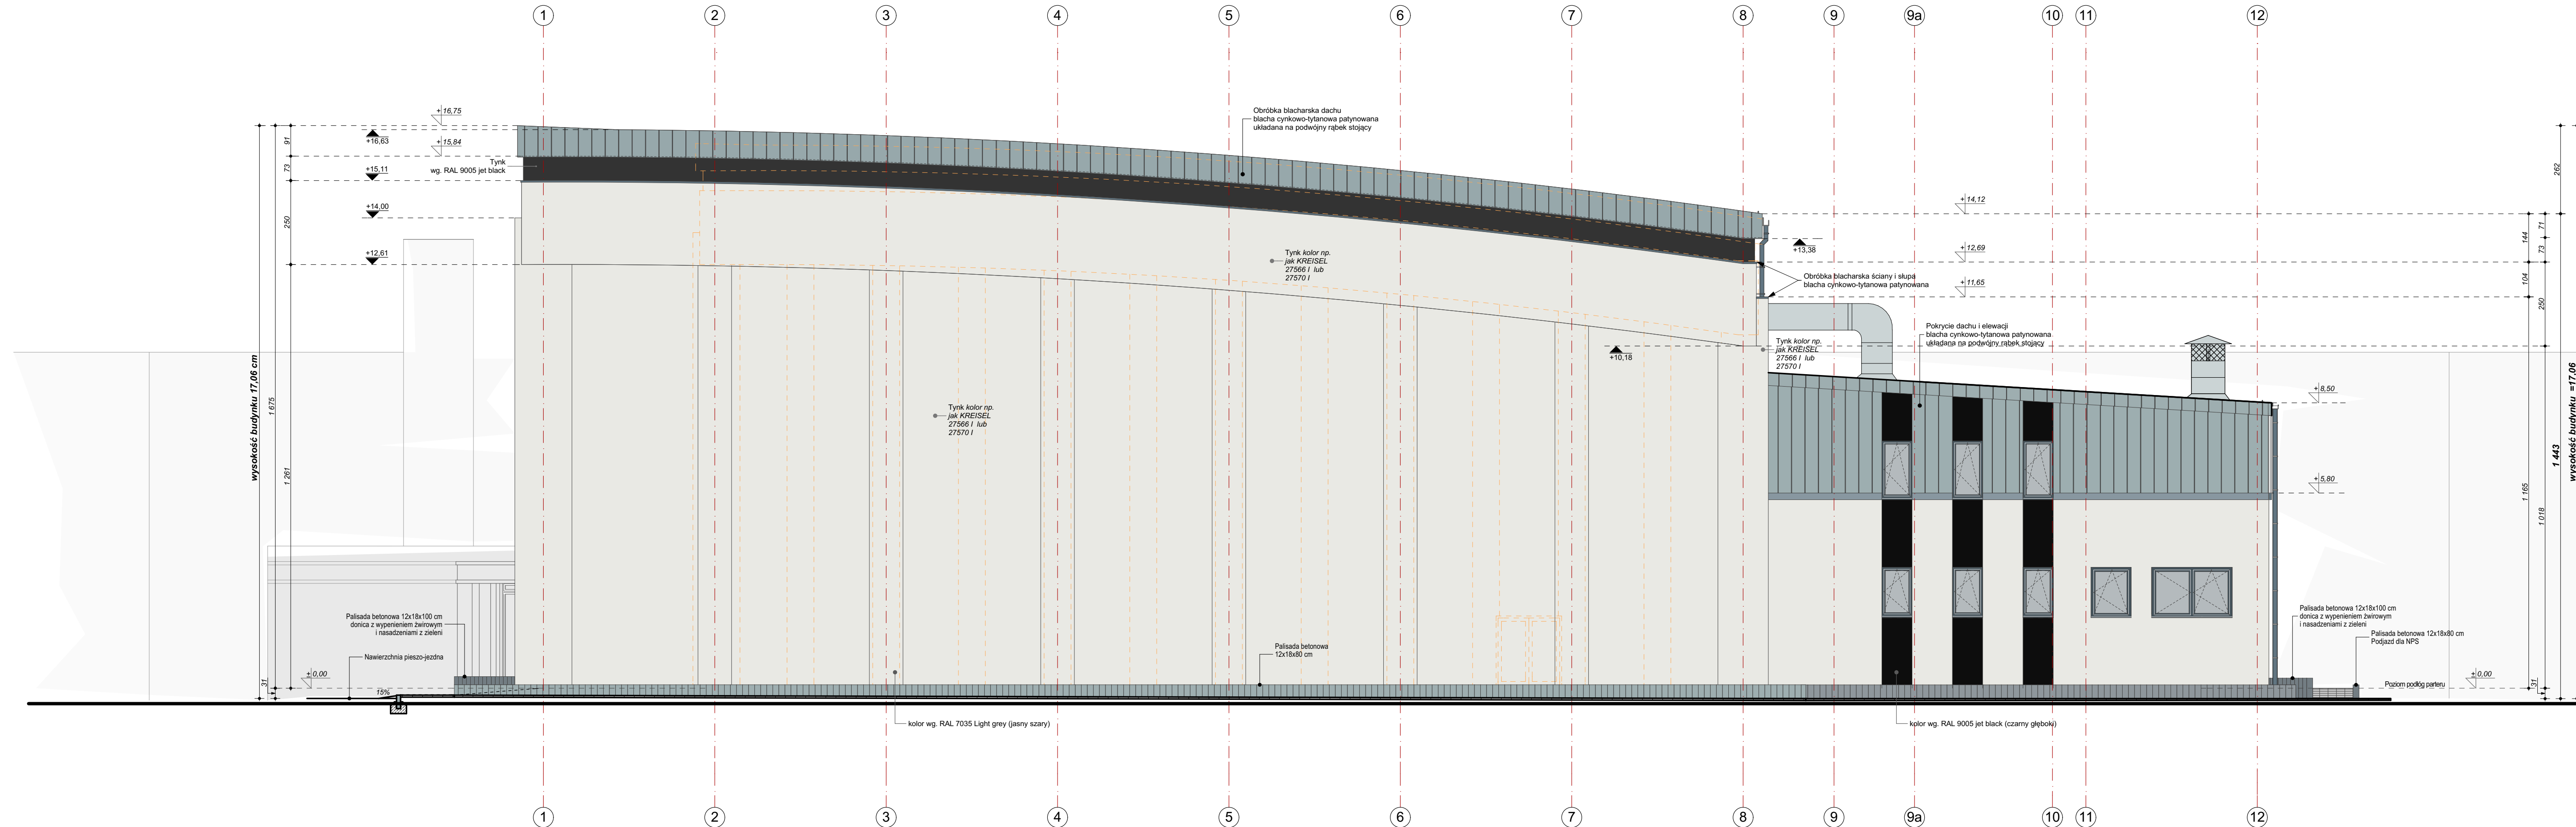 1
2
3
4
5
6
7
8
9
9a
10
11
12
+ 16,75
+16,63
+ 15,84
+15,11
+14,00
+12,61
91
73
250
1 261
1 675
31
wysokość budynku 17,06 cm
Tynk
wg. RAL 9005 jet black
Obróbka blacharska dachu
blacha cynkowo-tytanowa patynowana
układana na podwójny rąbek stojący
Tynk kolor np.
jak KREISEL
27566 I lub
27570 I
Tynk kolor np.
jak KREISEL
27566 I lub
27570 I
+13,38
Obróbka blacharska ściany i słupa
blacha cynkowo-tytanowa patynowana
+ 14,12
+ 12,69
+ 11,65
+10,18
Tynk kolor np.
jak KREISEL
27566 I lub
27570 I
Pokrycie dachu i elewacji
blacha cynkowo-tytanowa patynowana
układana na podwójny rąbek stojący
+ 8,50
+ 5,80
262
71
144
73
104
250
1 165
1 018
1 443
31
wysokość budynku =17,06
Palisada betonowa 12x18x100 cm
donica z wypenieniem żwirowym
i nasadzeniami z zieleni
Nawierzchnia pieszo-jezdna
± 0,00
15%
Palisada betonowa
12x18x80 cm
Palisada betonowa 12x18x100 cm
donica z wypenieniem żwirowym
i nasadzeniami z zieleni
Palisada betonowa 12x18x80 cm
Podjazd dla NPS
Poziom podłóg parteru
± 0,00
kolor wg. RAL 7035 Light grey (jasny szary)
kolor wg. RAL 9005 jet black (czarny głęboki)
1
2
3
4
5
6
7
8
9
9a
10
11
12